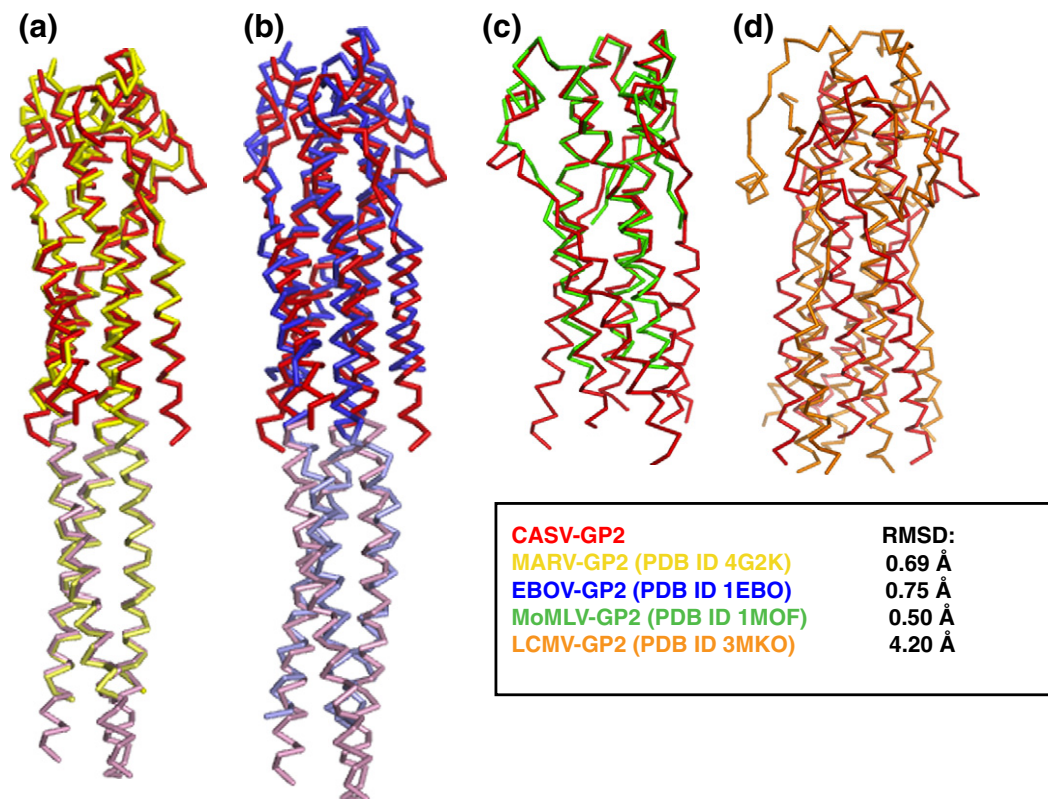 (a) (b) (c) (d)
CASV-GP2 RMSD:
MARV-GP2 (PDB ID 4G2K) 0.69 Å
EBOV-GP2 (PDB ID 1EBO) 0.75 Å
MoMLV-GP2 (PDB ID 1MOF) 0.50 Å
LCMV-GP2 (PDB ID 3MKO) 4.20 Å